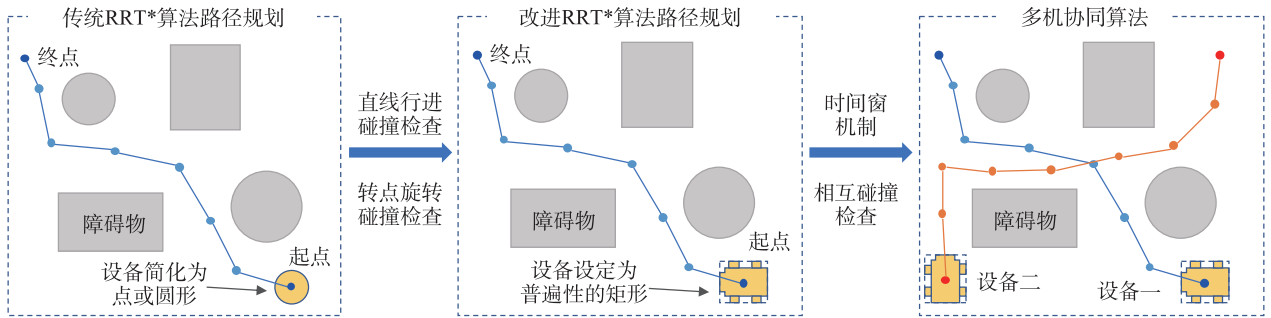 传统RRT*算法路径规划
终点
障碍物
起点
设备简化为
点或圆形
直线行进
碰撞检查
转点旋转
碰撞检查
改进RRT*算法路径规划
终点
障碍物
起点
设备设定为
普遍性的矩形
时间窗
机制
相互碰撞
检查
多机协同算法
障碍物
设备二
设备一